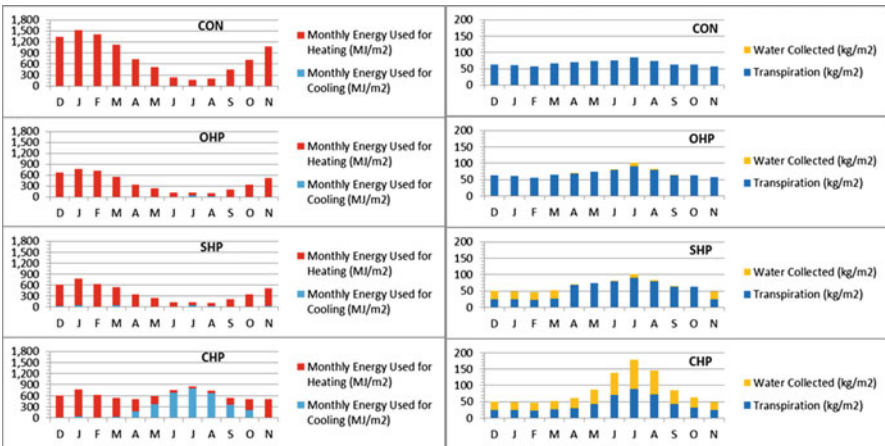 1,800
1,500
1,200
900
600
300
0
CON
D J F M A M J J A S O N
Monthly Energy Used for
Heating (MJ/m2)
Monthly Energy Used for
Cooling (MJ/m2)
200
150
100
50
0
CON
D J F M A M J J A S O N
Water Collected (kg/m2)
Transpiration (kg/m2)
1,800
1,500
1,200
900
600
300
0
OHP
D J F M A M J J A S O N
Monthly Energy Used for
Heating (MJ/m2)
Monthly Energy Used for
Cooling (MJ/m2)
200
150
100
50
0
OHP
D J F M A M J J A S O N
Water Collected (kg/m2)
Transpiration (kg/m2)
1,800
1,500
1,200
900
600
300
0
SHP
D J F M A M J J A S O N
Monthly Energy Used for
Heating (MJ/m2)
Monthly Energy Used for
Cooling (MJ/m2)
200
150
100
50
0
SHP
D J F M A M J J A S O N
Water Collected (kg/m2)
Transpiration (kg/m2)
1,800
1,500
1,200
900
600
300
0
CHP
D J F M A M J J A S O N
Monthly Energy Used for
Heating (MJ/m2)
Monthly Energy Used for
Cooling (MJ/m2)
200
150
100
50
0
CHP
D J F M A M J J A S O N
Water Collected (kg/m2)
Transpiration (kg/m2)